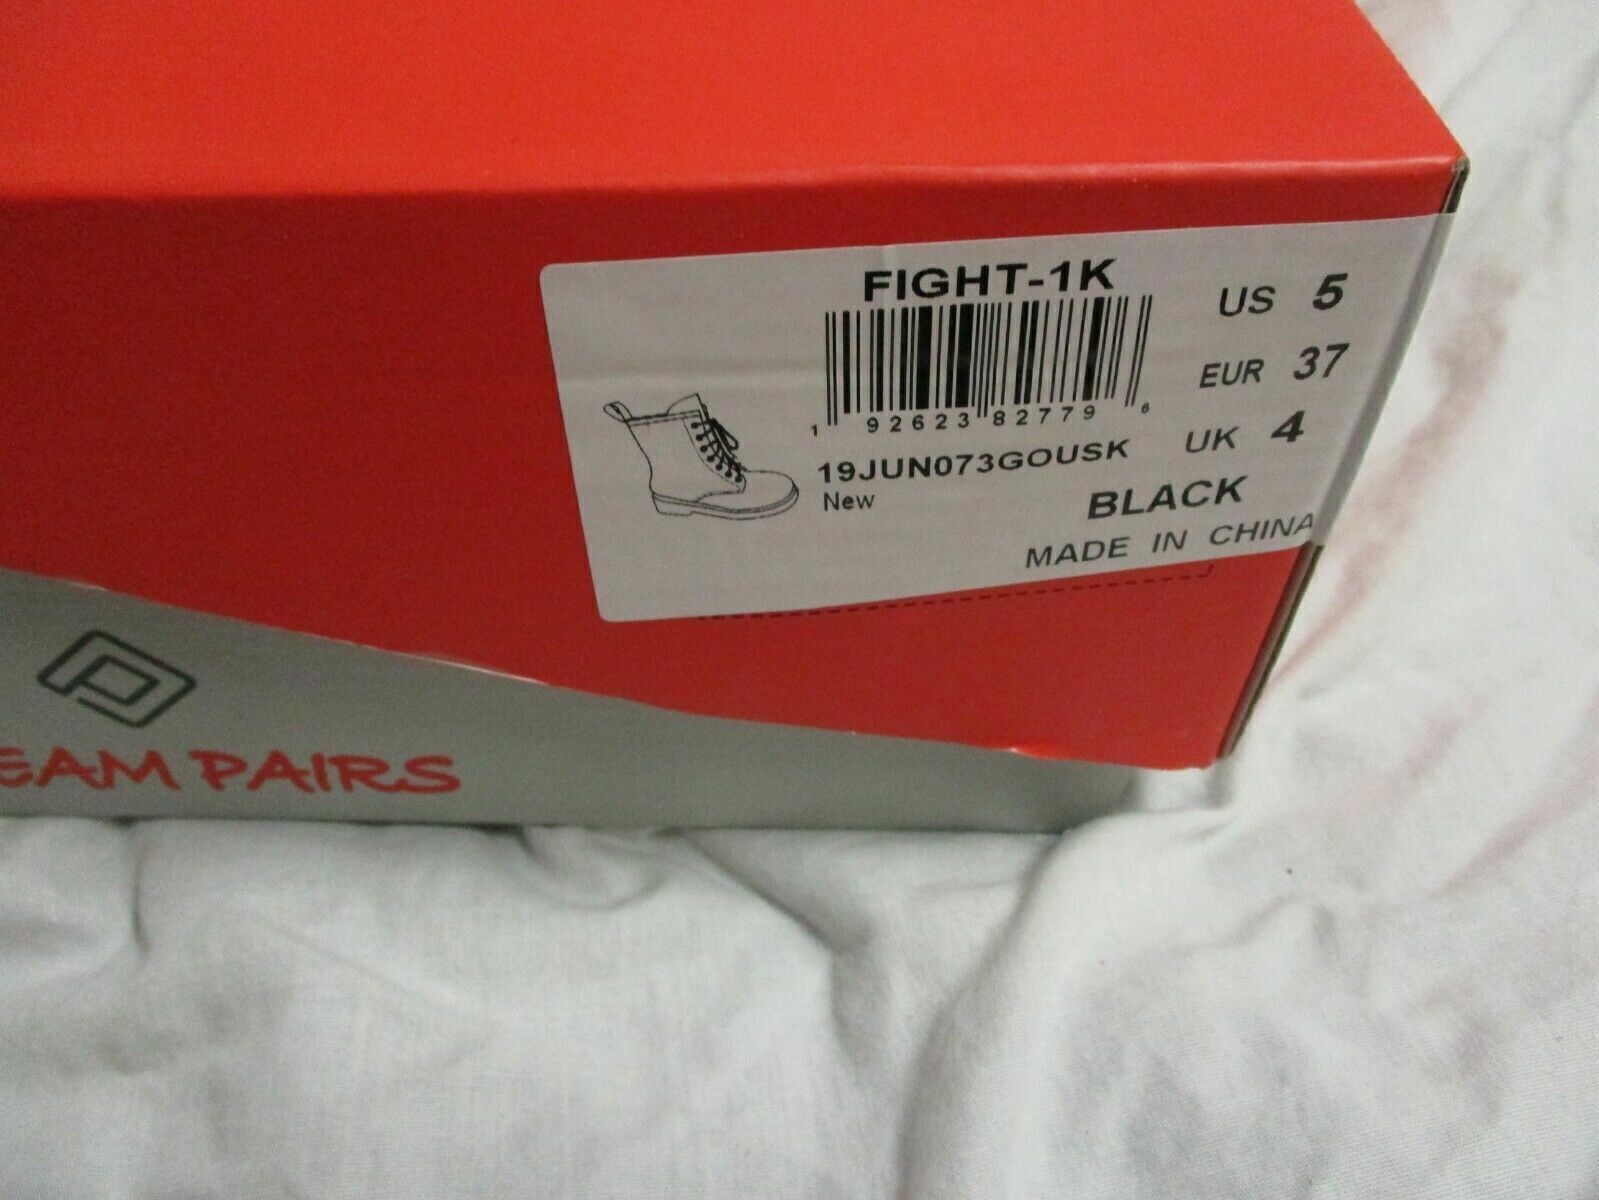 FIGHT-1K
US 5
EUR 37
UK 4
1 92623 82779 6
19JUN073GOUSK
New
BLACK
MADE IN CHINA
EAM PAIRS